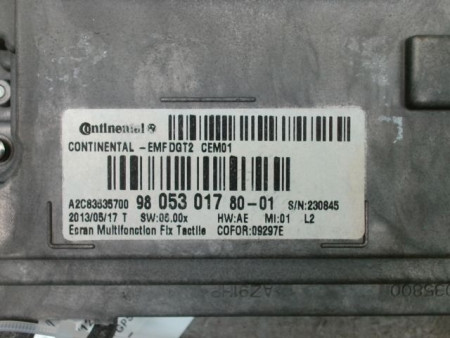 Continental
CONTINENTAL -EMFDGT2 CEM01
A2C83635700 98 053 017 80-01 S/N:230845
2013/05/17 T SW:06.00x HW:AE MI:01 L2
Ecran Multifonction Fix Tactile COFOR:09297E